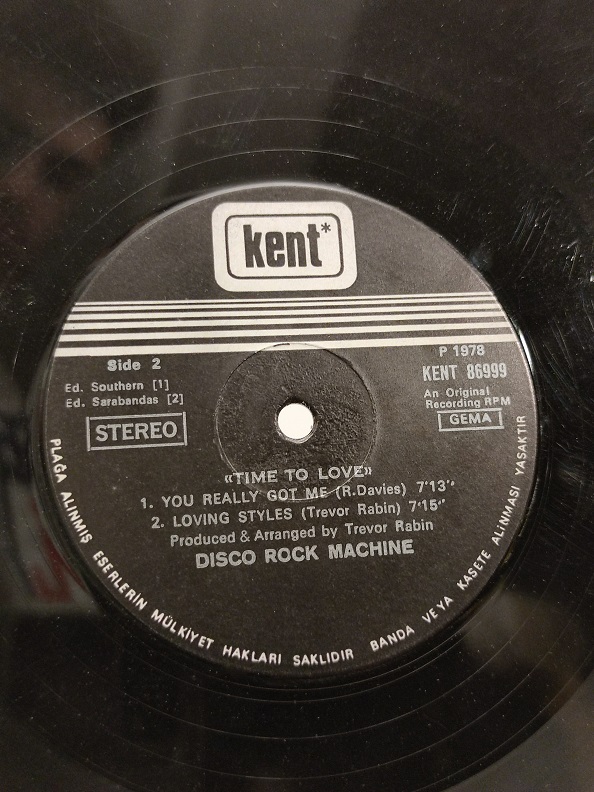 kent*
Side 2
P 1978
KENT 86999
Ed. Southern [1]
Ed. Sarabandas [2]
An Original
Recording RPM
STEREO
GEMA
«TIME TO LOVE»
1. YOU REALLY GOT ME (R.Davies) 7'13''
2. LOVING STYLES (Trevor Rabin) 7'15''
Produced & Arranged by Trevor Rabin
DISCO ROCK MACHINE
PLAĞA ALINMIŞ ESERLERİN MÜLKİYET HAKLARI SAKLIDIR BANDA VEYA KASETE ALİNMASI YASAKTIR